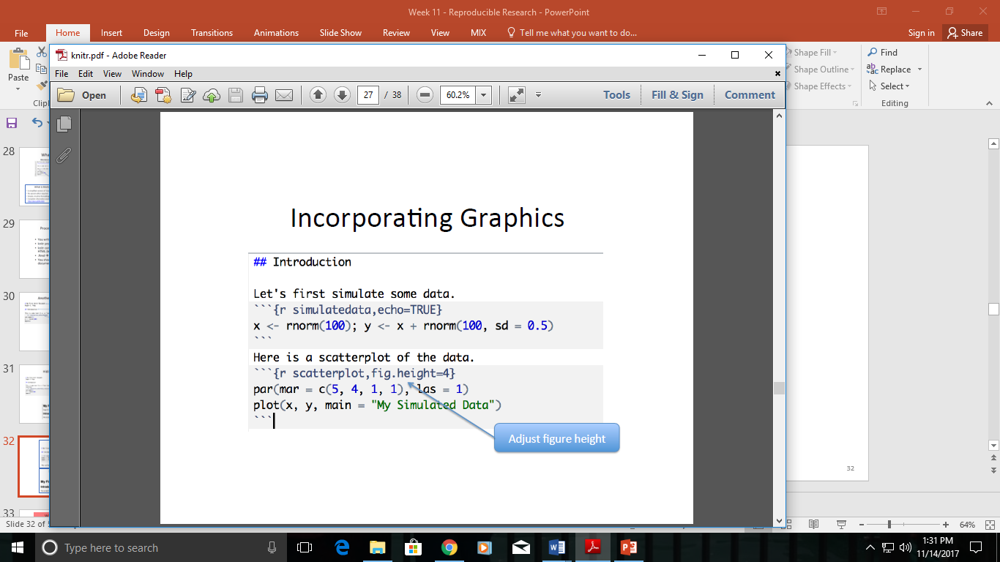 Week 11 - Reproducible Research - PowerPoint
File Home Insert Design Transitions Animations Slide Show Review View MIX Tell me what you want to do... Sign in Share
knitr.pdf - Adobe Reader
File Edit View Window Help
Open 27 / 38 60.2% Tools Fill & Sign Comment
Paste
Shape Fill
Shape Outline
Shape Effects
Find
Replace
Select
Editing
28
29
30
31
32
33
Incorporating Graphics
## Introduction
Let's first simulate some data.
```{r simulatedata,echo=TRUE}
x <- rnorm(100); y <- x + rnorm(100, sd = 0.5)
```
Here is a scatterplot of the data.
```{r scatterplot,fig.height=4}
par(mar = c(5, 4, 1, 1), las = 1)
plot(x, y, main = "My Simulated Data")
```
Adjust figure height
32
Slide 32 of
64%
Type here to search
1:31 PM
11/14/2017